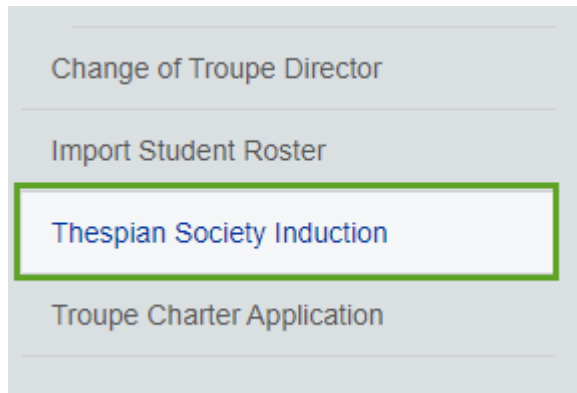 Change of Troupe Director
Import Student Roster
Thespian Society Induction
Troupe Charter Application